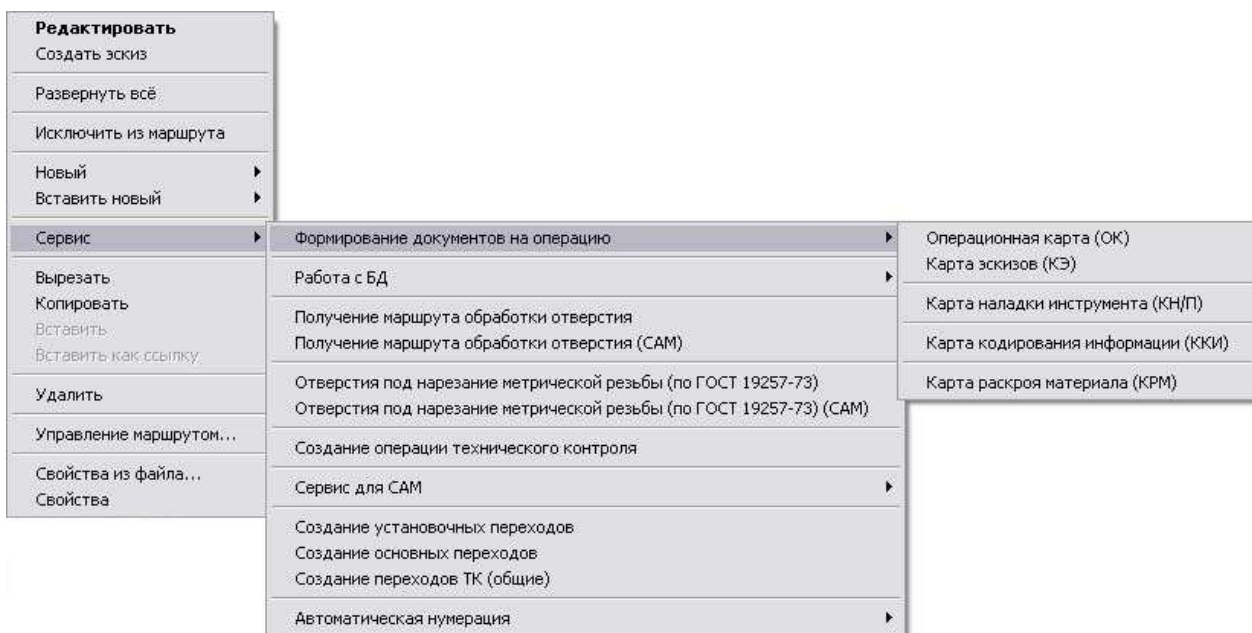 Редактировать
Создать эскиз
Развернуть всё
Исключить из маршрута
Новый
Вставить новый
Сервис
Вырезать
Копировать
Вставить
Вставить как ссылку
Удалить
Управление маршрутом...
Свойства из файла...
Свойства
Формирование документов на операцию
Работа с БД
Получение маршрута обработки отверстия
Получение маршрута обработки отверстия (САМ)
Отверстия под нарезание метрической резьбы (по ГОСТ 19257-73)
Отверстия под нарезание метрической резьбы (по ГОСТ 19257-73) (САМ)
Создание операции технического контроля
Сервис для САМ
Создание установочных переходов
Создание основных переходов
Создание переходов ТК (общие)
Автоматическая нумерация
Операционная карта (ОК)
Карта эскизов (КЭ)
Карта наладки инструмента (КН/П)
Карта кодирования информации (ККИ)
Карта раскроя материала (КРМ)